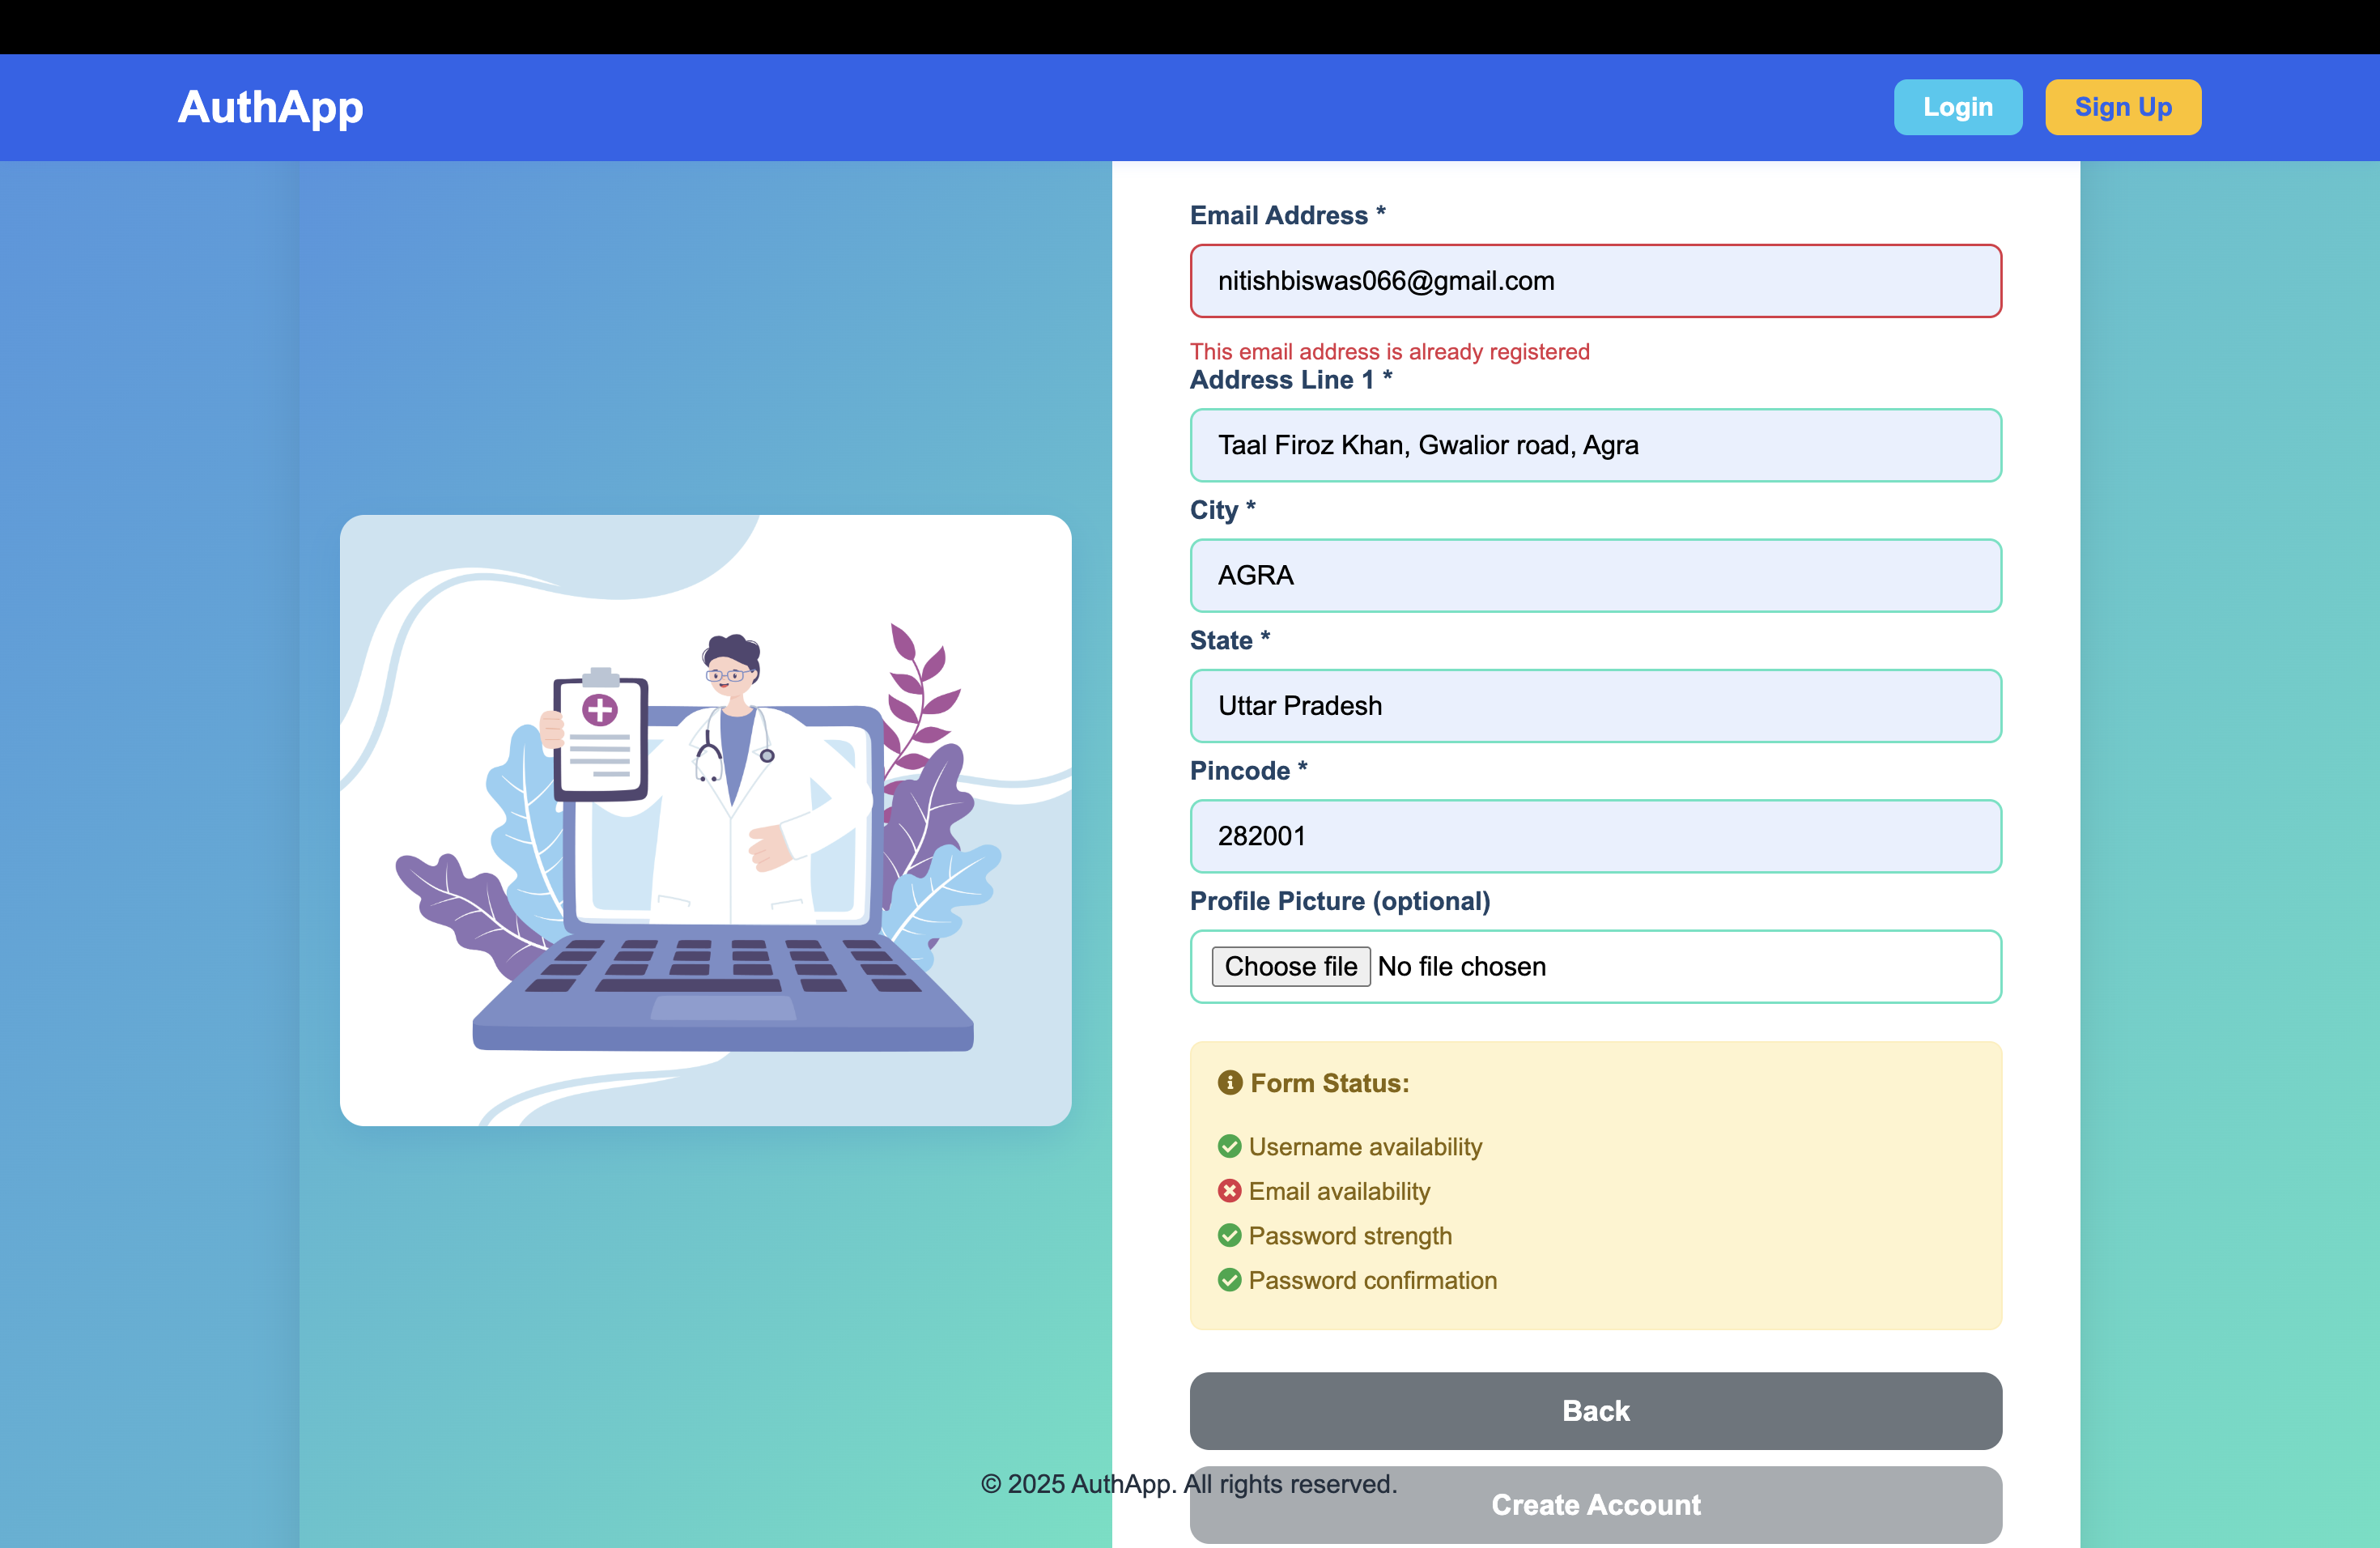 AuthApp
Login
Sign Up
Email Address *
nitishbiswas066@gmail.com
This email address is already registered
Address Line 1 *
Taal Firoz Khan, Gwalior road, Agra
City *
AGRA
State *
Uttar Pradesh
Pincode *
282001
Profile Picture (optional)
Choose file No file chosen
Form Status:
Username availability
Email availability
Password strength
Password confirmation
Back
© 2025 AuthApp. All rights reserved.
Create Account